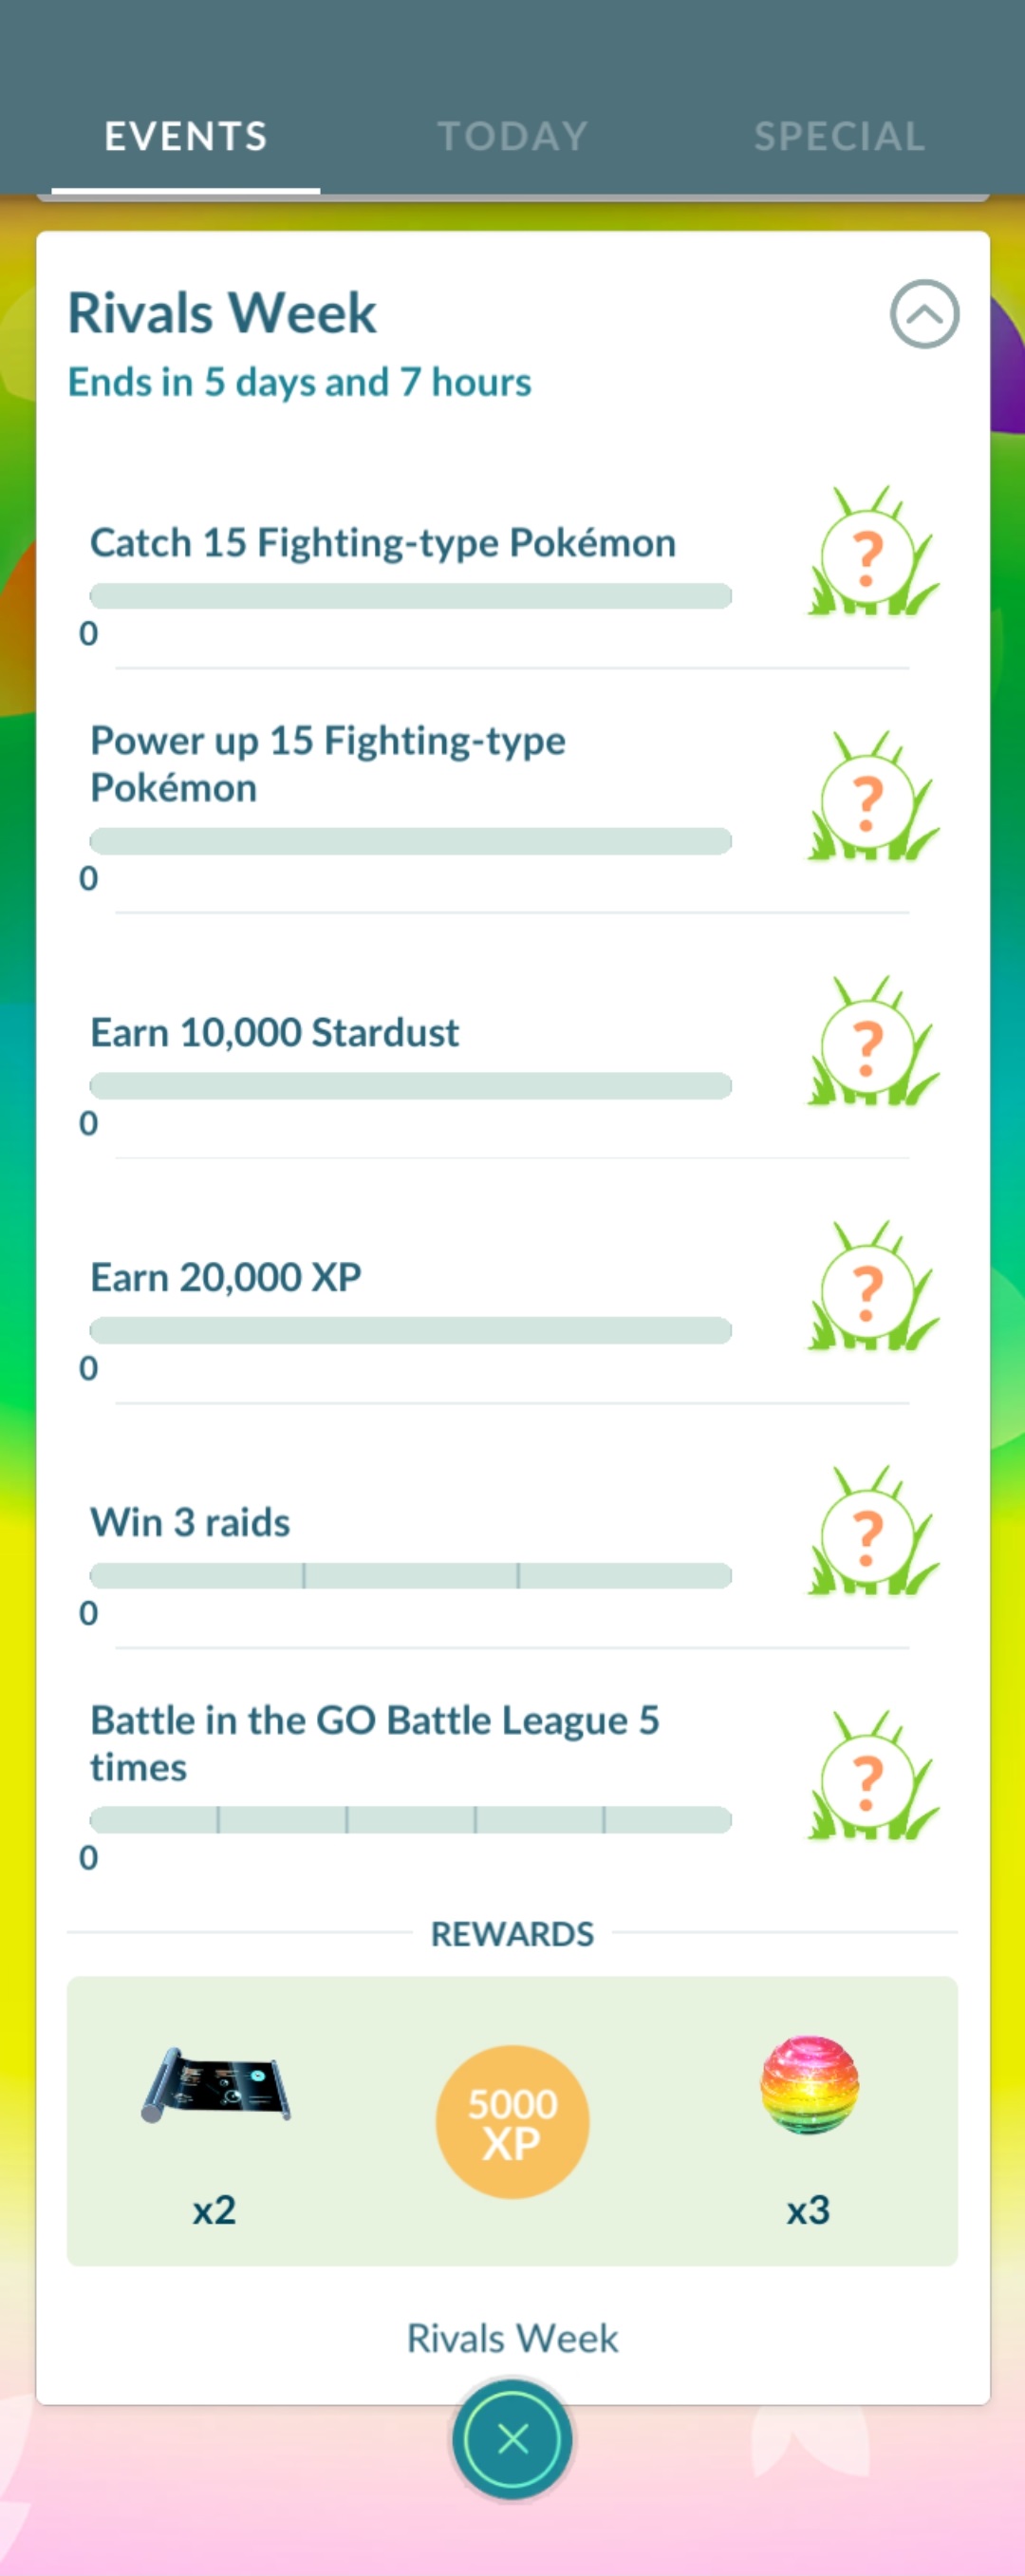 EVENTS TODAY SPECIAL
Rivals Week
Ends in 5 days and 7 hours
Catch 15 Fighting-type Pokémon
?
0
Power up 15 Fighting-type
Pokémon
?
0
Earn 10,000 Stardust
?
0
Earn 20,000 XP
?
0
Win 3 raids
?
0
Battle in the GO Battle League 5
times
?
0
REWARDS
5000
XP
x2
x3
Rivals Week